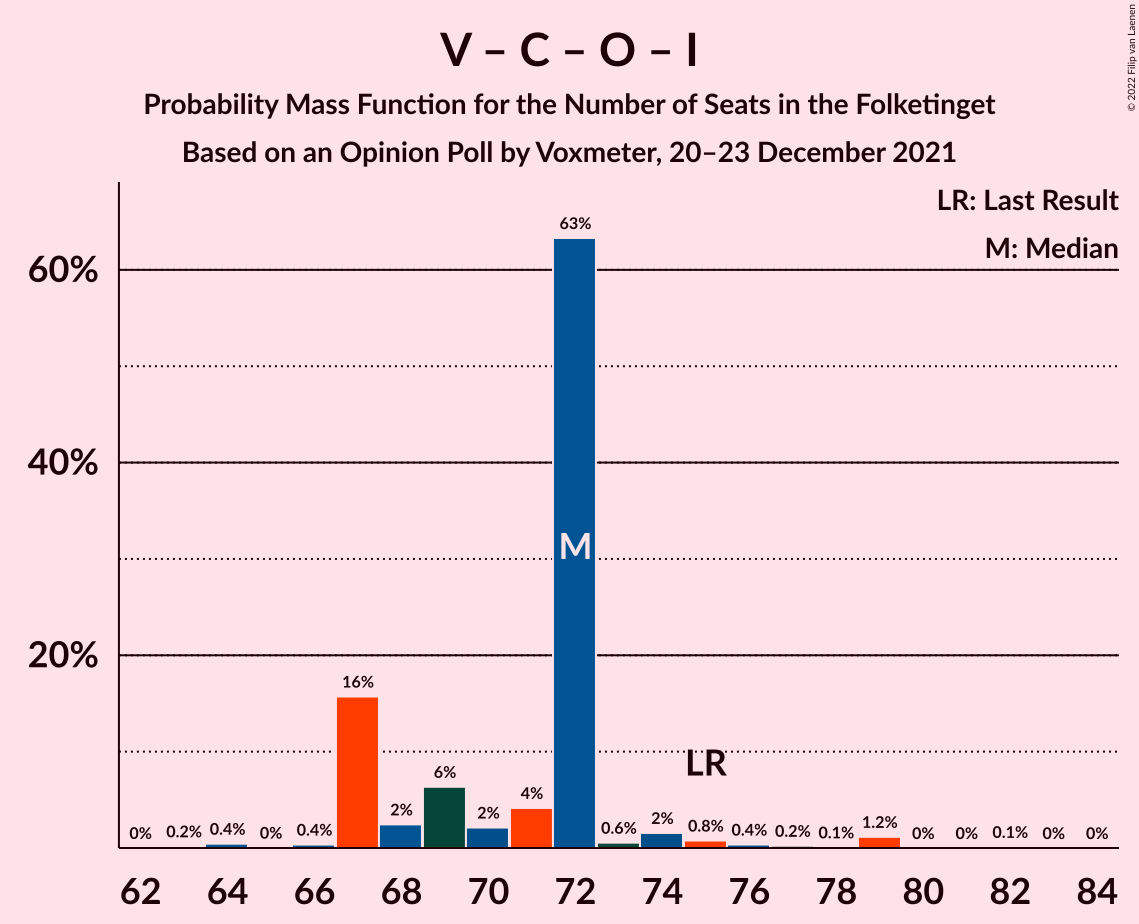 V – C – O – I
Probability Mass Function for the Number of Seats in the Folketinget
Based on an Opinion Poll by Voxmeter, 20–23 December 2021
© 2022 Filip van Laenen
LR: Last Result
M: Median
60%
40%
20%
0%
0.2%
0.4%
0%
0.4%
16%
2%
6%
2%
4%
63%
M
0.6%
2%
0.8%
LR
0.4%
0.2%
0.1%
1.2%
0%
0%
0.1%
0%
0%
62 64 66 68 70 72 74 76 78 80 82 84